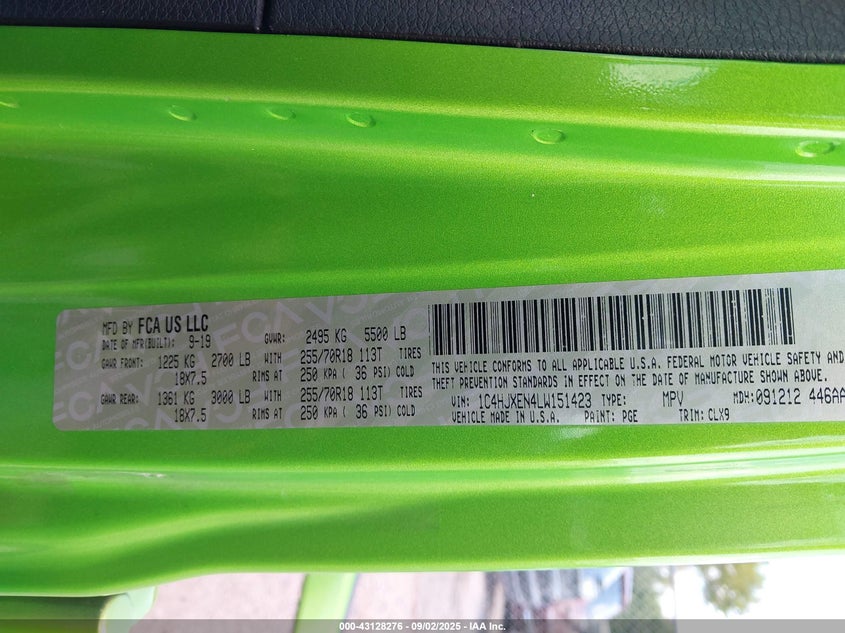 MFD BY FCA US LLC
DATE OF MFR(BUILT): 9-19 GVWR: 2495 KG 5500 LB
GAWR FRONT: 1225 KG 2700 LB WITH 255/70R18 113T TIRES
18X7.5 RIMS AT 250 KPA ( 36 PSI) COLD
GAWR REAR: 1361 KG 3000 LB WITH 255/70R18 113T TIRES
18X7.5 RIMS AT 250 KPA ( 36 PSI) COLD
THIS VEHICLE CONFORMS TO ALL APPLICABLE U.S.A. FEDERAL MOTOR VEHICLE SAFETY AND
THEFT PREVENTION STANDARDS IN EFFECT ON THE DATE OF MANUFACTURE SHOWN ABOVE.
VIN: 1C4HJXEN4LW151423 TYPE: MPV MDH: 091212 446AA
VEHICLE MADE IN U.S.A. PAINT: PGE TRIM: CLX9
000-43128276 - 09/02/2025 - IAA Inc.